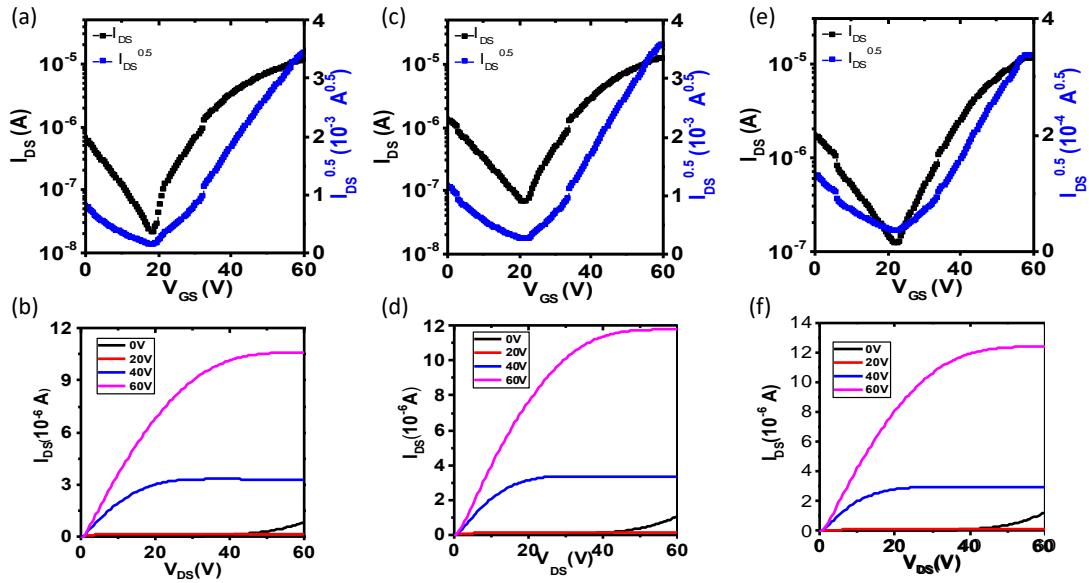 (a)
I_DS
I_DS^0.5
I_DS (A)
10^-5
10^-6
10^-7
10^-8
4
3
2
1
0
I_DS^0.5 (10^-3 A^0.5)
0 20 40 60
V_GS (V)
(c)
I_DS
I_DS^0.5
I_DS (A)
10^-5
10^-6
10^-7
10^-8
4
3
2
1
0
I_DS^0.5 (10^-3 A^0.5)
0 20 40 60
V_GS (V)
(e)
I_DS
I_DS^0.5
I_DS (A)
10^-5
10^-6
10^-7
4
2
0
I_DS^0.5 (10^-4 A^0.5)
0 20 40 60
V_GS (V)
(b)
0V
20V
40V
60V
I_DS(10^-6 A)
12
9
6
3
0
0 20 40 60
V_DS(V)
(d)
0V
20V
40V
60V
I_DS(10^-6 A)
12
10
8
6
4
2
0
0 20 40 60
V_DS(V)
(f)
0V
20V
40V
60V
I_DS(10^-6 A)
14
12
10
8
6
4
2
0
0 20 40 60
V_DS(V)